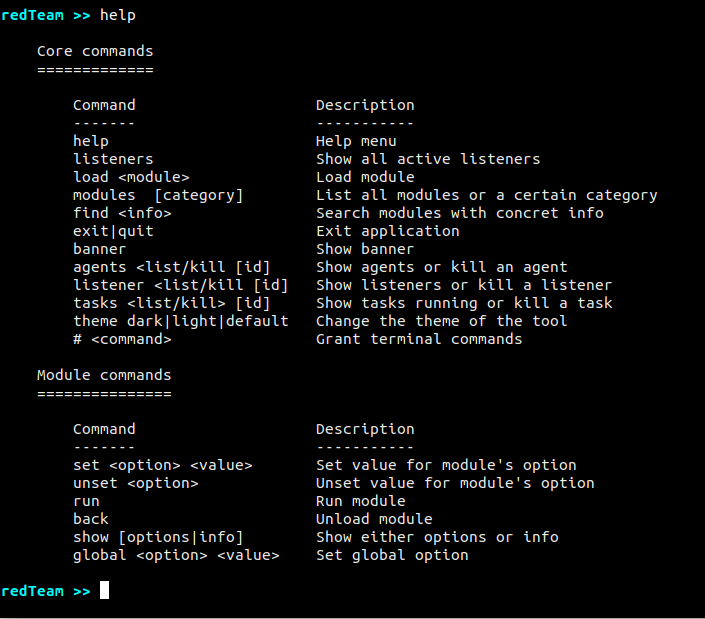 redTeam >> help
Core commands
=============
Command Description
------- -----------
help Help menu
listeners Show all active listeners
load <module> Load module
modules  [category] List all modules or a certain category
find <info> Search modules with concret info
exit|quit Exit application
banner Show banner
agents <list/kill [id] Show agents or kill an agent
listener <list/kill [id] Show listeners or kill a listener
tasks <list/kill> [id] Show tasks running or kill a task
theme dark|light|default Change the theme of the tool
# <command> Grant terminal commands
Module commands
===============
Command Description
------- -----------
set <option> <value> Set value for module's option
unset <option> Unset value for module's option
run Run module
back Unload module
show [options|info] Show either options or info
global <option> <value> Set global option
redTeam >>